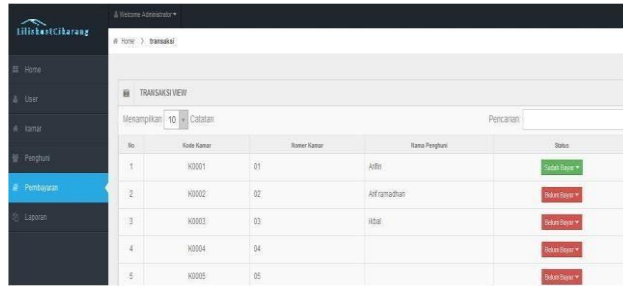 LiliskostCikarang
Welcome Administrator
Home > transaksi
Home
User
Kamar
Penghuni
Pembayaran
Laporan
TRANSAKSI VIEW
Menampilkan 10 Catatan Pencarian:
No Kode Kamar Nomer Kamar Nama Penghuni Status
1 K0001 01 Arifin Sudah Bayar
2 K0002 02 Arif ramadhan Belum Bayar
3 K0003 03 ikbal Belum Bayar
4 K0004 04 Belum Bayar
5 K0005 05 Belum Bayar